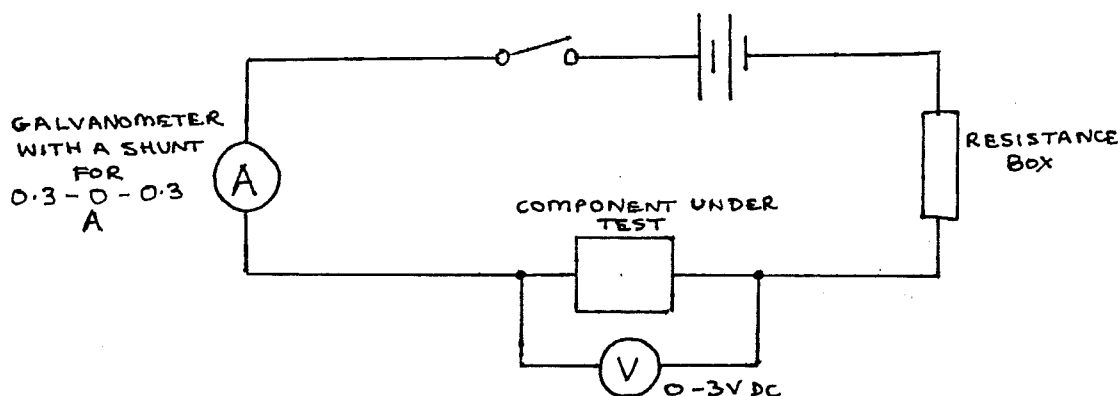 GALVANOMETER
WITH A SHUNT
FOR
0.3 - 0 - 0.3
A
A
RESISTANCE
BOX
COMPONENT UNDER
TEST
V
0-3V DC